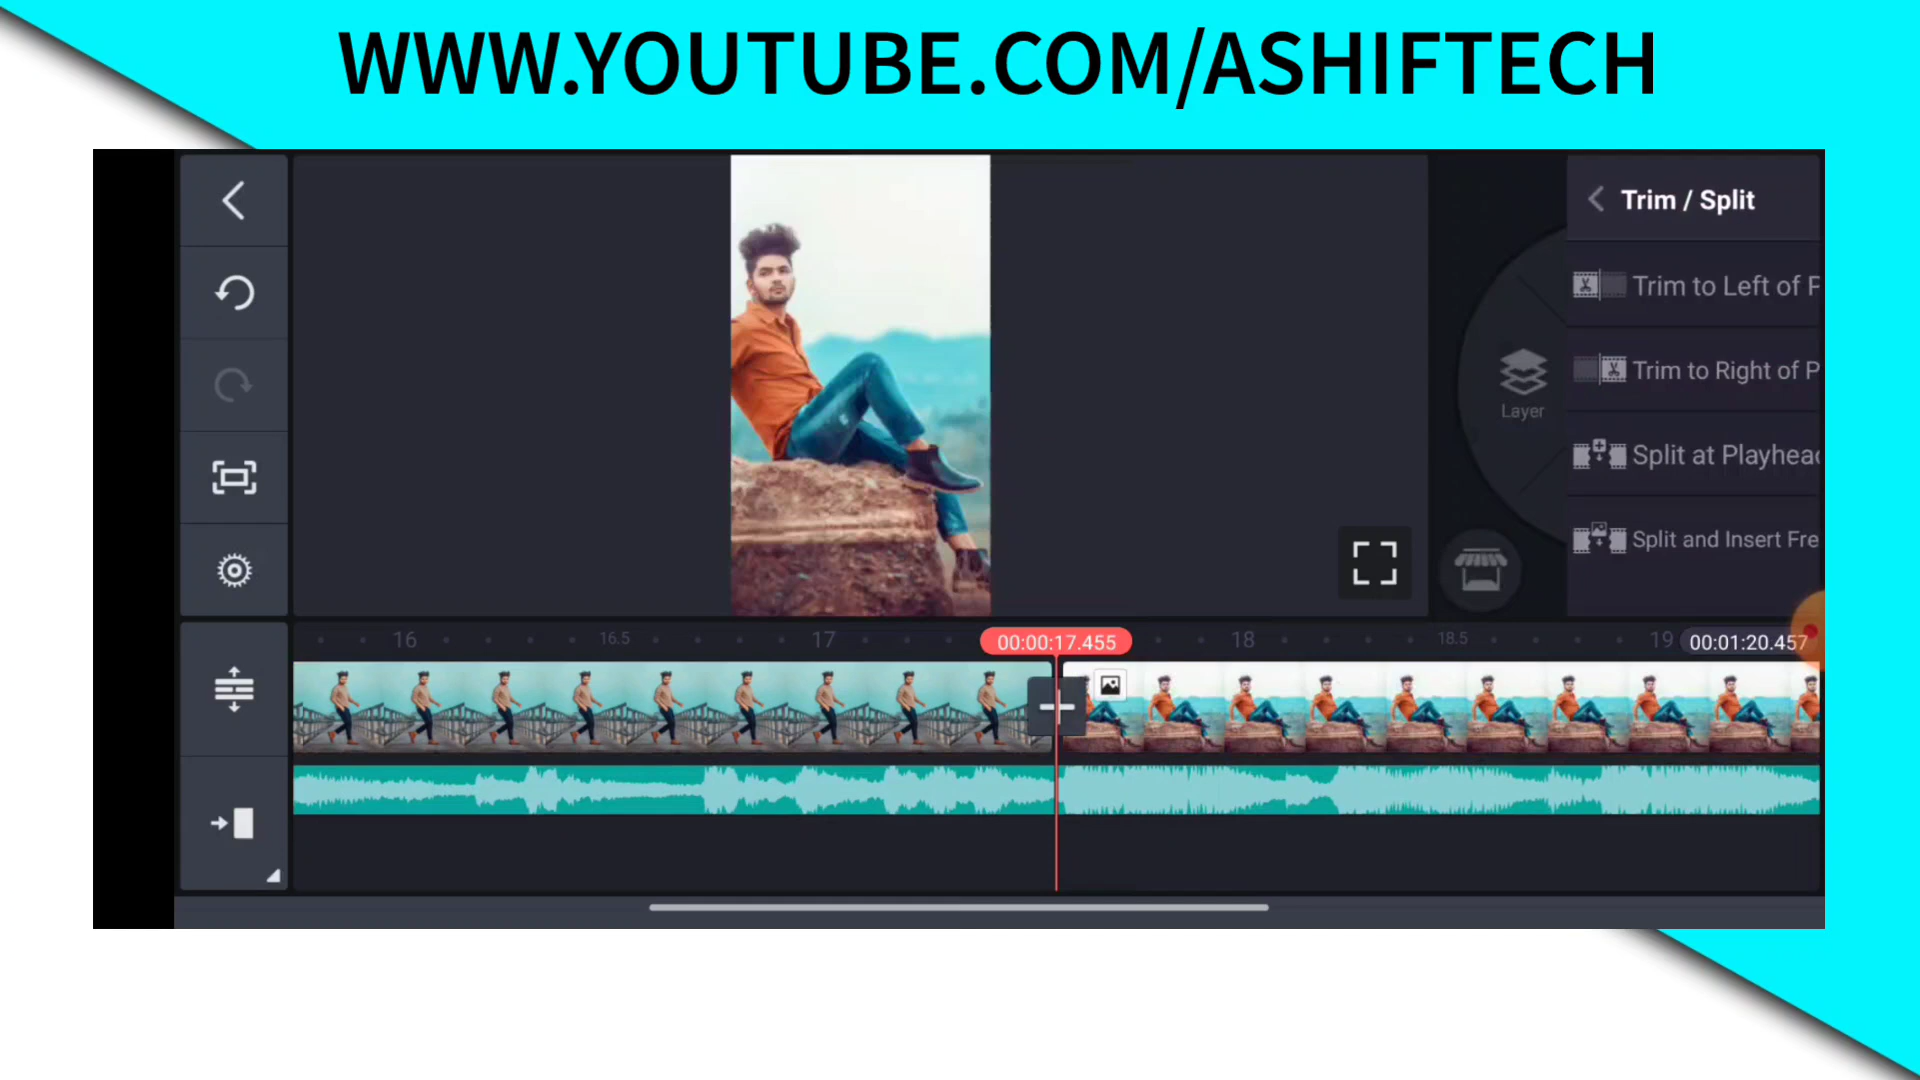 WWW.YOUTUBE.COM/ASHIFTECH
Trim / Split
Trim to Left of P
Trim to Right of P
Layer
Split at Playhea
Split and Insert Fre
16
16.5
17
00:00:17.455
18
18.5
19
00:01:20.457